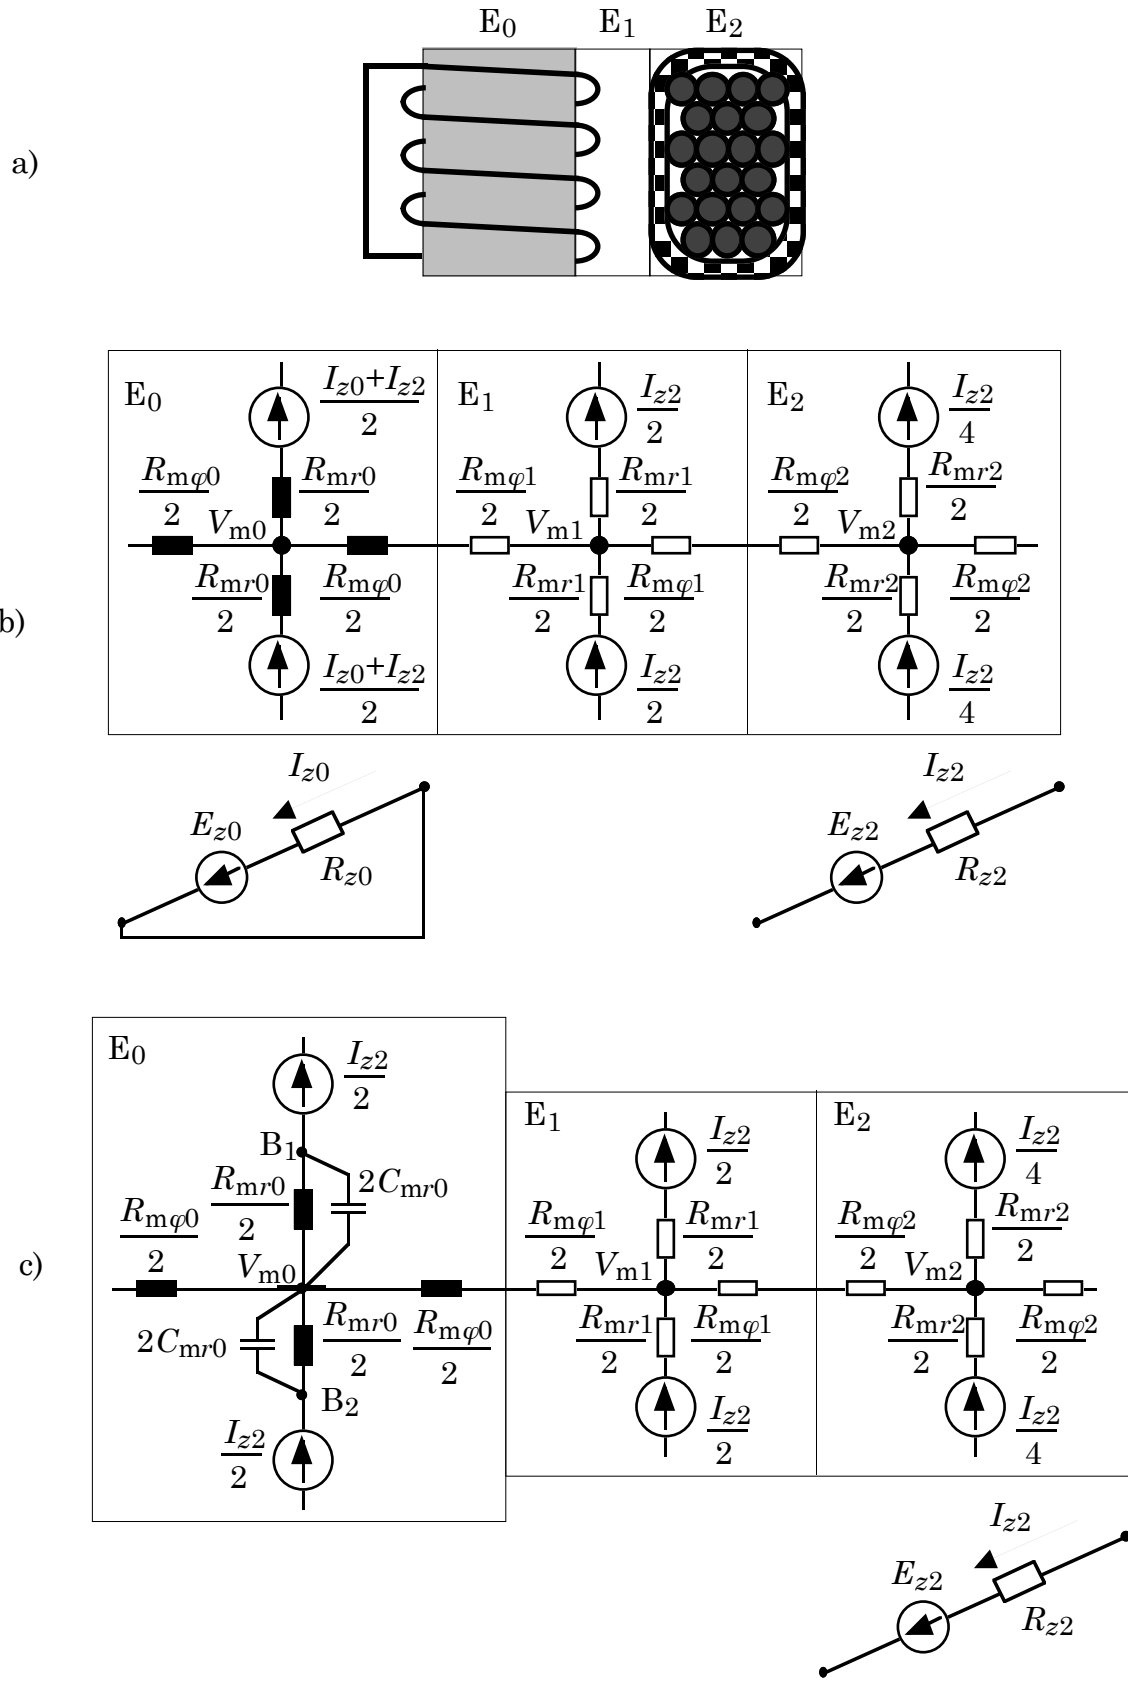 E0 E1 E2
a)
E0 Iz0+Iz2 E1 Iz2 E2 Iz2
2 2 4
Rmφ0 Rmr0 Rmφ1 Rmr1 Rmφ2 Rmr2
2 2 2 2 2 2
Vm0 Vm1 Vm2
Rmr0 Rmφ0 Rmr1 Rmφ1 Rmr2 Rmφ2
2 2 2 2 2 2
b)
Iz0+Iz2 Iz2 Iz2
2 2 4
Iz0 Iz2
Ez0 Ez2
Rz0 Rz2
E0 Iz2
2
E1 Iz2 E2 Iz2
2 4
B1
Rmr0 2Cmr0
2
Rmφ0 Rmφ1 Rmr1 Rmφ2 Rmr2
2 2 2 2 2
c)
Vm0 Vm1 Vm2
2Cmr0 Rmr0 Rmφ0 Rmr1 Rmφ1 Rmr2 Rmφ2
2 2 2 2 2 2
B2
Iz2 Iz2 Iz2
2 2 4
Iz2
Ez2
Rz2